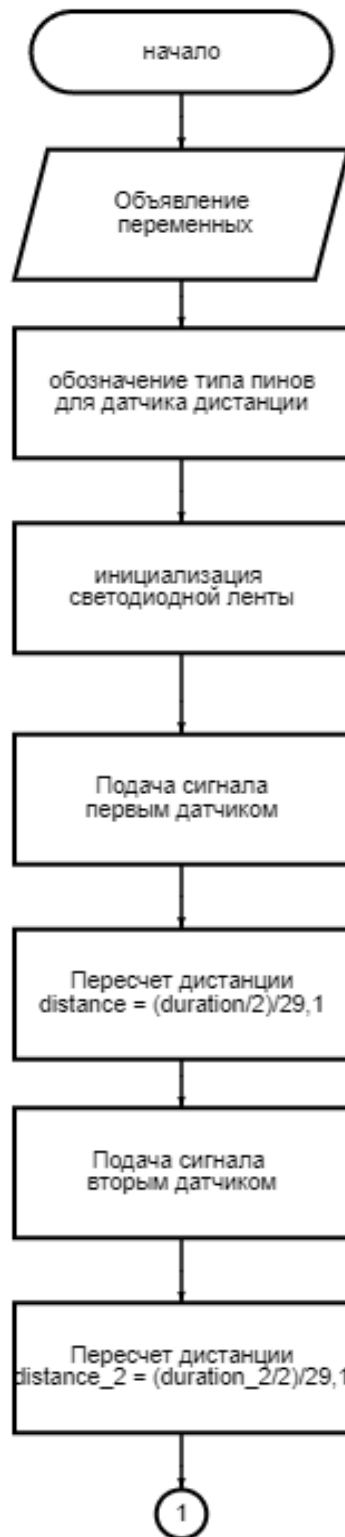 начало
Объявление
переменных
обозначение типа пинов
для датчика дистанции
инициализация
светодиодной ленты
Подача сигнала
первым датчиком
Пересчет дистанции
distance = (duration/2)/29,1
Подача сигнала
вторым датчиком
Пересчет дистанции
distance_2 = (duration_2/2)/29,1
1